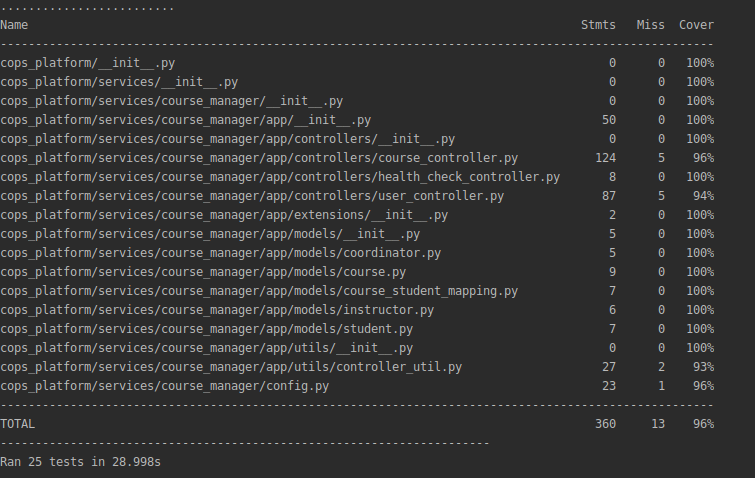 .........................
Name Stmts Miss Cover
------------------------------------------------------------------------------------------------------
cops_platform/__init__.py 0 0 100%
cops_platform/services/__init__.py 0 0 100%
cops_platform/services/course_manager/__init__.py 0 0 100%
cops_platform/services/course_manager/app/__init__.py 50 0 100%
cops_platform/services/course_manager/app/controllers/__init__.py 0 0 100%
cops_platform/services/course_manager/app/controllers/course_controller.py 124 5 96%
cops_platform/services/course_manager/app/controllers/health_check_controller.py 8 0 100%
cops_platform/services/course_manager/app/controllers/user_controller.py 87 5 94%
cops_platform/services/course_manager/app/extensions/__init__.py 2 0 100%
cops_platform/services/course_manager/app/models/__init__.py 5 0 100%
cops_platform/services/course_manager/app/models/coordinator.py 5 0 100%
cops_platform/services/course_manager/app/models/course.py 9 0 100%
cops_platform/services/course_manager/app/models/course_student_mapping.py 7 0 100%
cops_platform/services/course_manager/app/models/instructor.py 6 0 100%
cops_platform/services/course_manager/app/models/student.py 7 0 100%
cops_platform/services/course_manager/app/utils/__init__.py 0 0 100%
cops_platform/services/course_manager/app/utils/controller_util.py 27 2 93%
cops_platform/services/course_manager/config.py 23 1 96%
------------------------------------------------------------------------------------------------------
TOTAL 360 13 96%
----------------------------------------------------------------------
Ran 25 tests in 28.998s